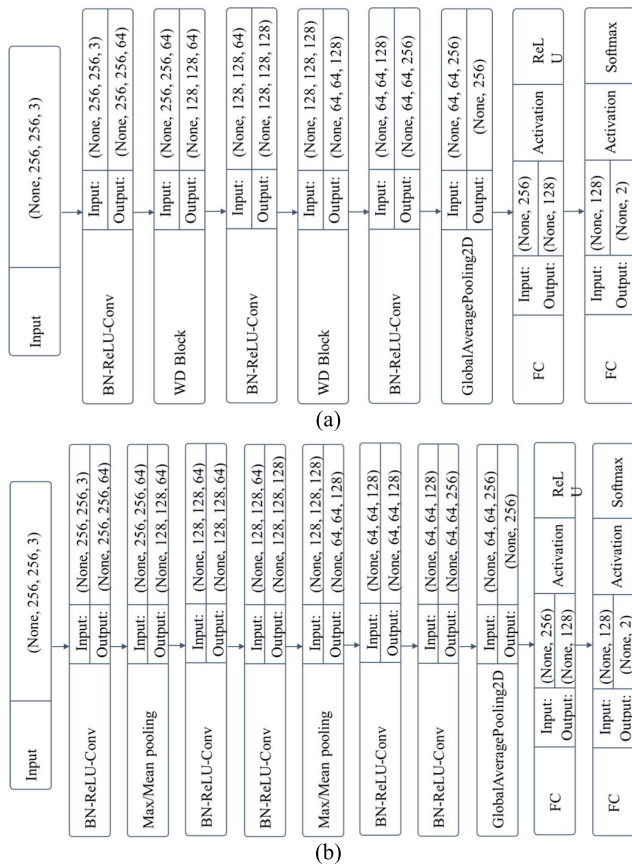 Input
(None, 256, 256, 3)
BN-ReLU-Conv
Input:
(None, 256, 256, 3)
Output:
(None, 256, 256, 64)
WD Block
Input:
(None, 256, 256, 64)
Output:
(None, 128, 128, 64)
BN-ReLU-Conv
Input:
(None, 128, 128, 64)
Output:
(None, 128, 128, 128)
WD Block
Input:
(None, 128, 128, 128)
Output:
(None, 64, 64, 128)
BN-ReLU-Conv
Input:
(None, 64, 64, 128)
Output:
(None, 64, 64, 256)
GlobalAveragePooling2D
Input:
(None, 64, 64, 256)
Output:
(None, 256)
FC
Input:
(None, 256)
Output:
(None, 128)
Activation
ReL
U
FC
Input:
(None, 128)
Output:
(None, 2)
Activation
Softmax
(a)
Input
(None, 256, 256, 3)
BN-ReLU-Conv
Input:
(None, 256, 256, 3)
Output:
(None, 256, 256, 64)
Max/Mean pooling
Input:
(None, 256, 256, 64)
Output:
(None, 128, 128, 64)
BN-ReLU-Conv
Input:
(None, 128, 128, 64)
Output:
(None, 128, 128, 64)
BN-ReLU-Conv
Input:
(None, 128, 128, 64)
Output:
(None, 128, 128, 128)
Max/Mean pooling
Input:
(None, 128, 128, 128)
Output:
(None, 64, 64, 128)
BN-ReLU-Conv
Input:
(None, 64, 64, 128)
Output:
(None, 64, 64, 128)
BN-ReLU-Conv
Input:
(None, 64, 64, 128)
Output:
(None, 64, 64, 256)
GlobalAveragePooling2D
Input:
(None, 64, 64, 256)
Output:
(None, 256)
FC
Input:
(None, 256)
Output:
(None, 128)
Activation
ReL
U
FC
Input:
(None, 128)
Output:
(None, 2)
Activation
Softmax
(b)